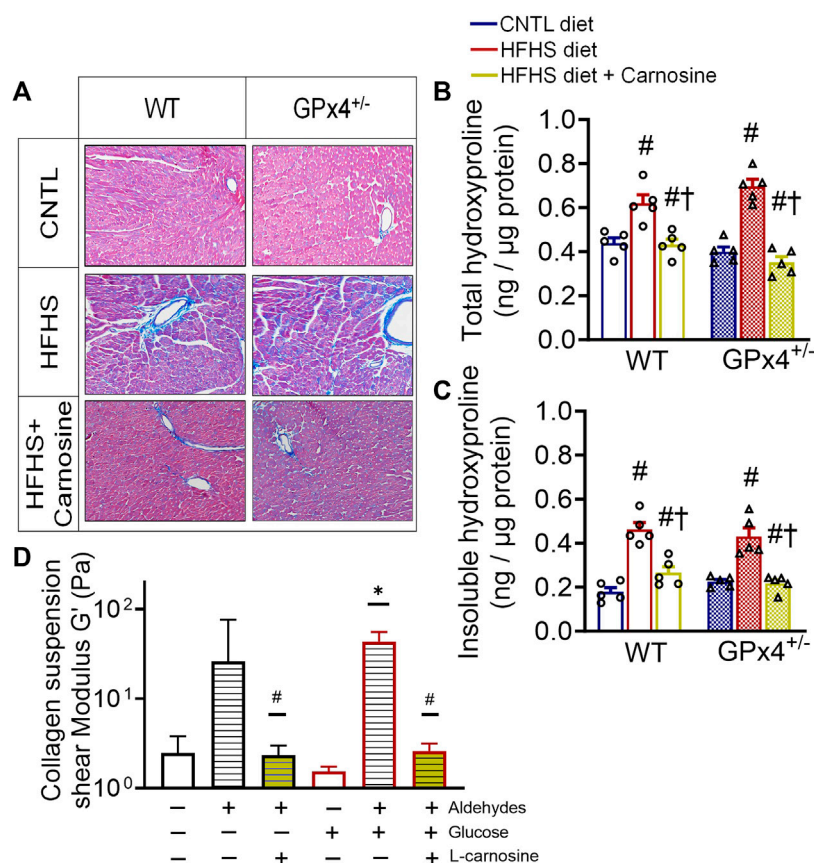 CNTL diet
HFHS diet
HFHS diet + Carnosine
A
WT
GPx4+/-
CNTL
HFHS
HFHS+
Carnosine
B
Total hydroxyproline
(ng / µg protein)
1.0
0.8
0.6
0.4
0.2
0.0
#
#†
#
#†
WT
GPx4+/-
C
Insoluble hydroxyproline
(ng / µg protein)
1.0
0.8
0.6
0.4
0.2
0.0
#
#†
#
#†
WT
GPx4+/-
D
Collagen suspension
shear Modulus G' (Pa)
10²
10¹
10⁰
#
*
#
– + + – + + Aldehydes
– – – + + + Glucose
– – + – – + L-carnosine